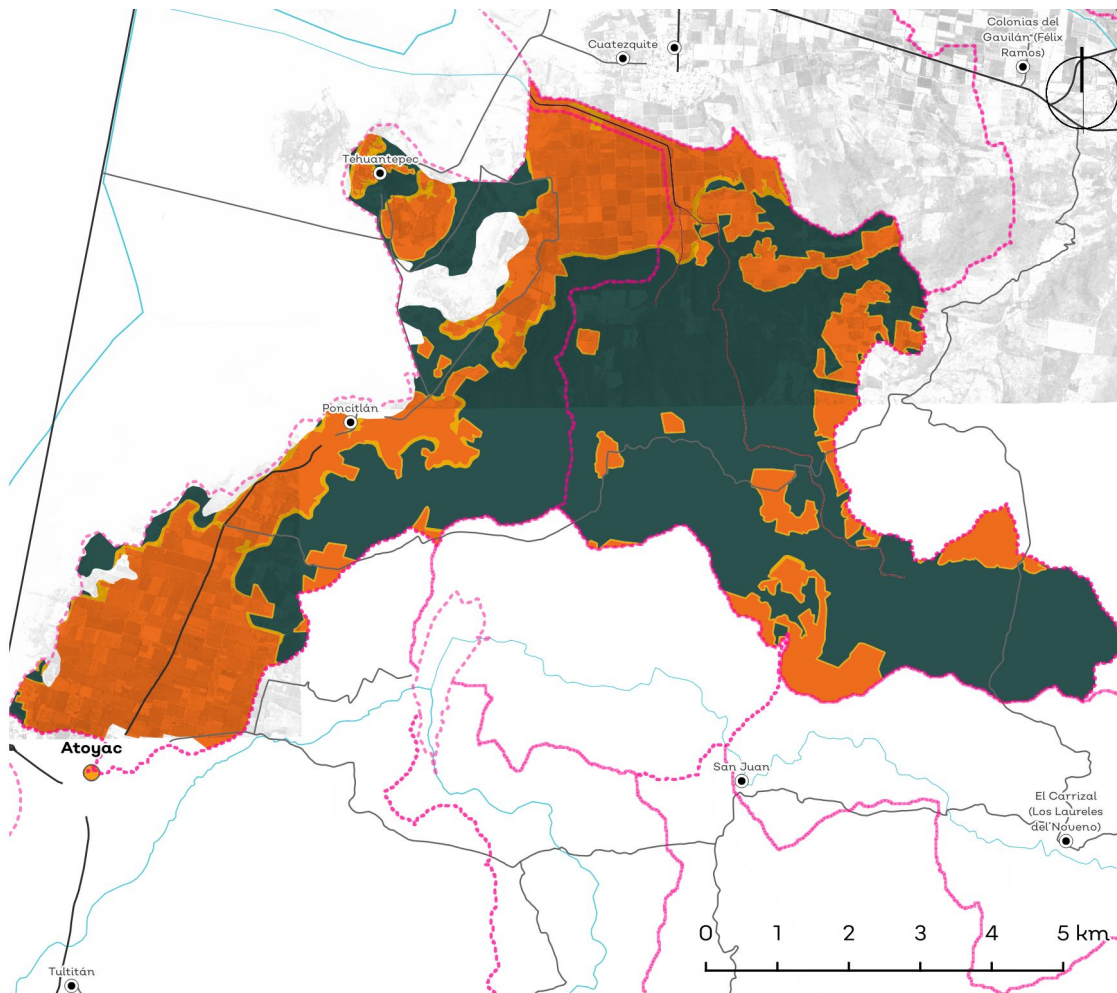 Colonias del
Gavilán (Félix
Ramos)
Cuatezquite
Tehuantepec
Poncitlán
Atoyac
San Juan
El Carrizal
(Los Laureles
del Noveno)
0 1 2 3 4 5 km
Tultitán